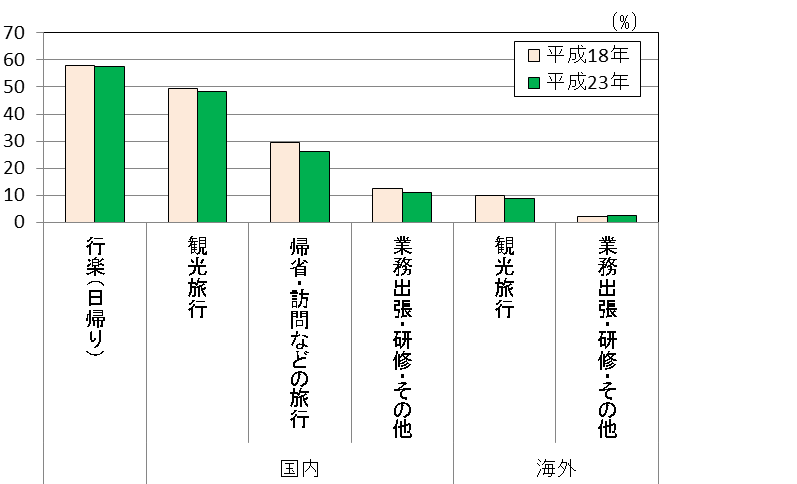 (%)
70
60
50
40
30
20
10
0
平成18年
平成23年
行楽(日帰り)
観光旅行
帰省・訪問などの旅行
業務出張・研修・その他
観光旅行
業務出張・研修・その他
国内
海外